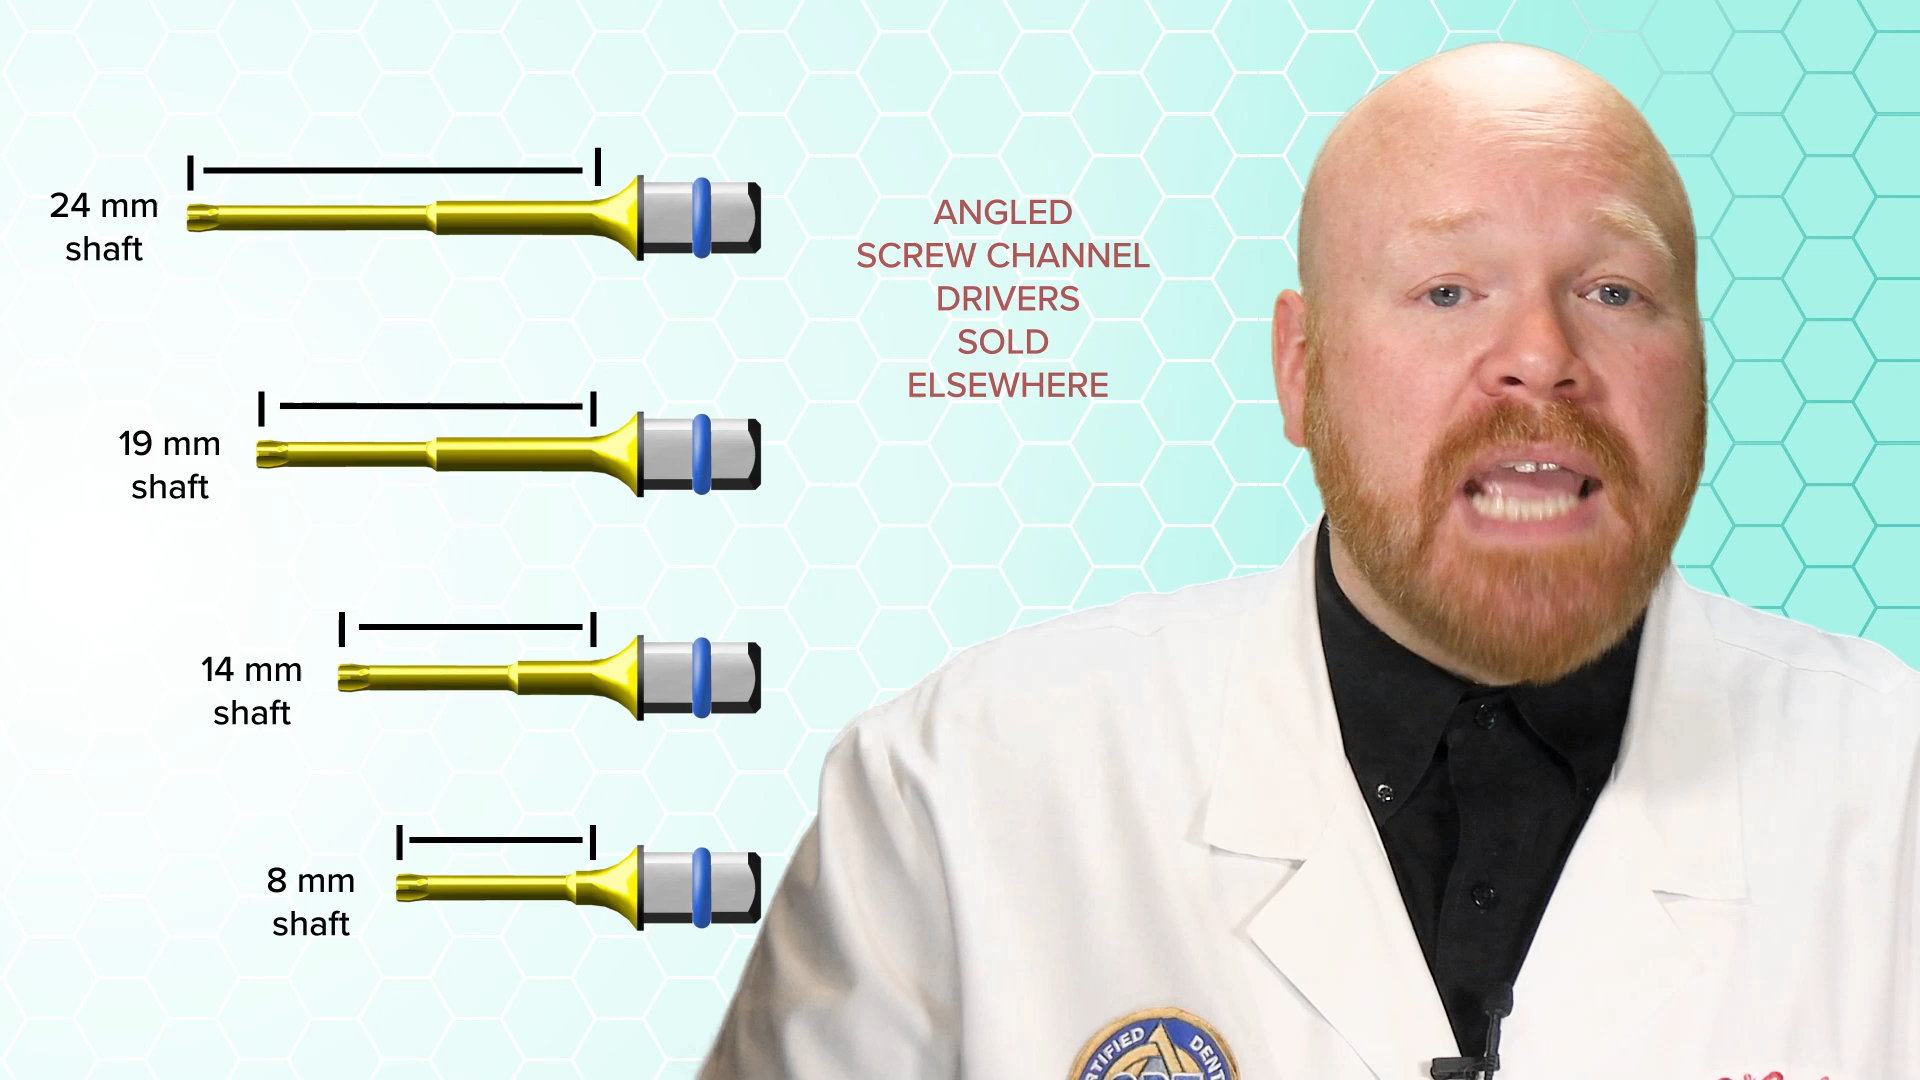 24 mm
shaft
ANGLED
SCREW CHANNEL
DRIVERS
SOLD
ELSEWHERE
19 mm
shaft
14 mm
shaft
8 mm
shaft